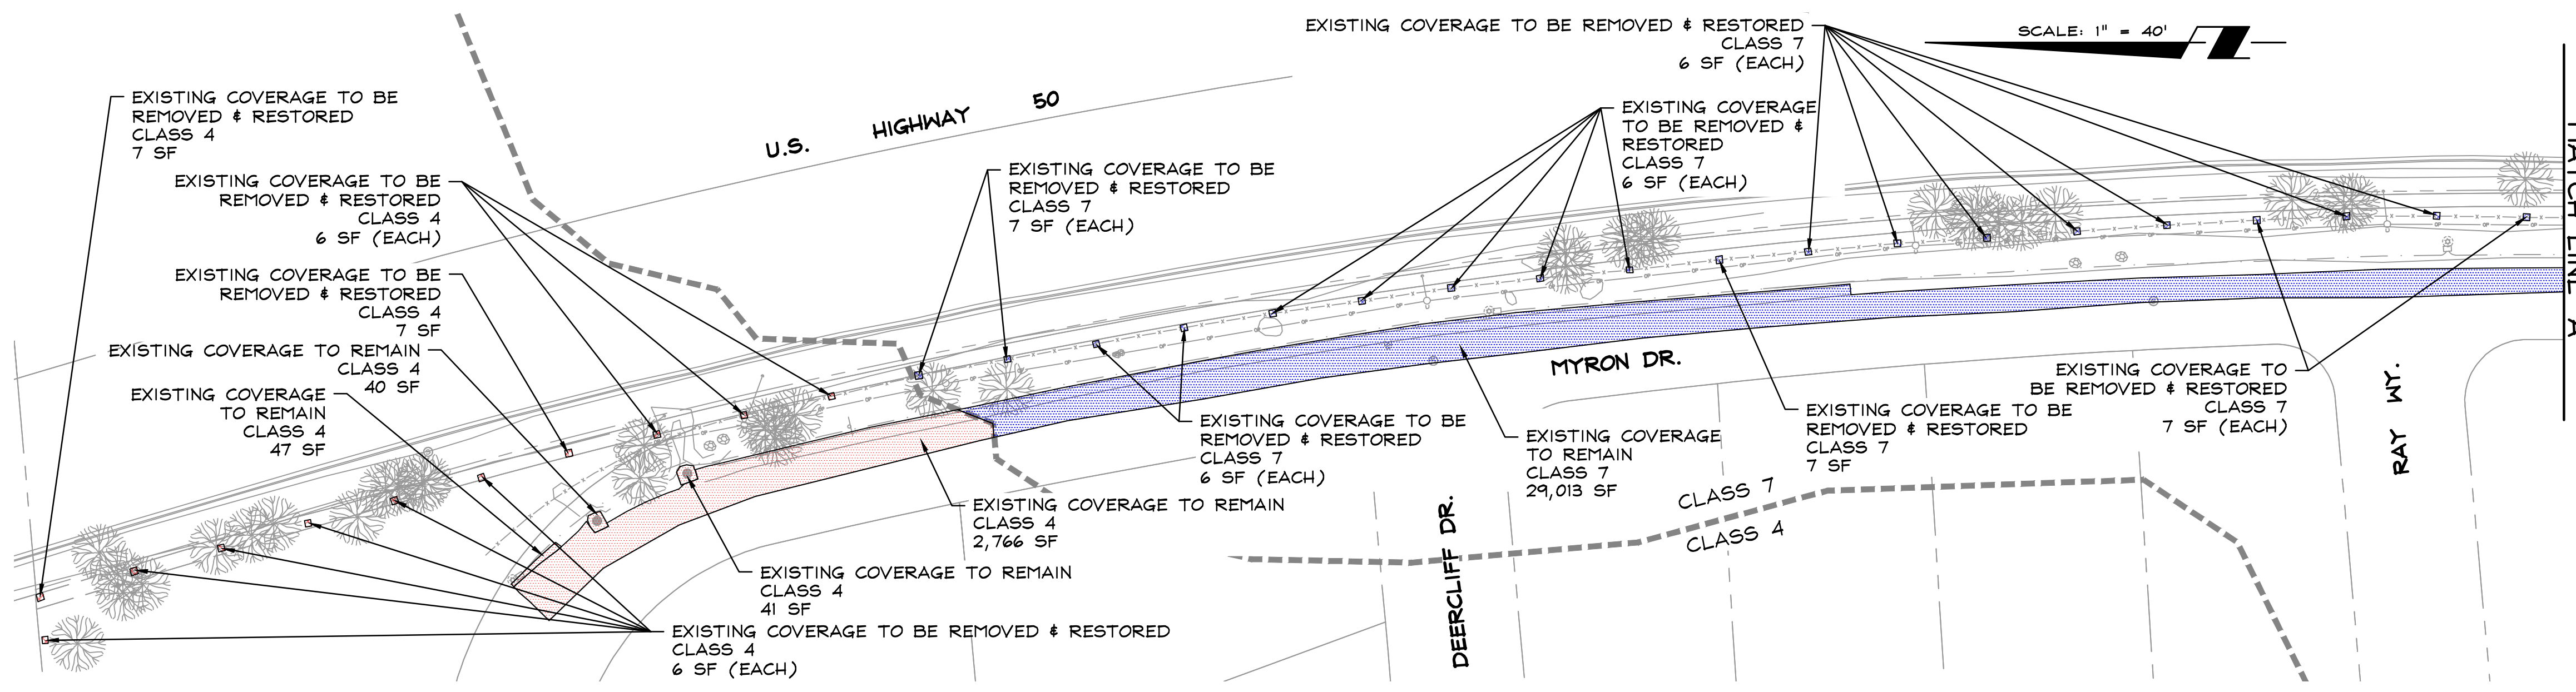 EXISTING COVERAGE TO BE REMOVED & RESTORED
CLASS 7
6 SF (EACH)
SCALE: 1" = 40'
EXISTING COVERAGE TO BE
REMOVED & RESTORED
CLASS 4
7 SF
U.S. HIGHWAY 50
EXISTING COVERAGE
TO BE REMOVED &
RESTORED
CLASS 7
6 SF (EACH)
EXISTING COVERAGE TO BE
REMOVED & RESTORED
CLASS 4
6 SF (EACH)
EXISTING COVERAGE TO BE
REMOVED & RESTORED
CLASS 7
7 SF (EACH)
EXISTING COVERAGE TO BE
REMOVED & RESTORED
CLASS 4
7 SF
EXISTING COVERAGE TO REMAIN
CLASS 4
40 SF
EXISTING COVERAGE
TO REMAIN
CLASS 4
47 SF
MYRON DR.
EXISTING COVERAGE TO
BE REMOVED & RESTORED
CLASS 7
7 SF (EACH)
RAY WY.
EXISTING COVERAGE TO BE
REMOVED & RESTORED
CLASS 7
7 SF
EXISTING COVERAGE TO BE
REMOVED & RESTORED
CLASS 7
6 SF (EACH)
EXISTING COVERAGE
TO REMAIN
CLASS 7
29,013 SF
CLASS 7
CLASS 4
EXISTING COVERAGE TO REMAIN
CLASS 4
2,766 SF
DEERCLIFF DR.
EXISTING COVERAGE TO REMAIN
CLASS 4
41 SF
EXISTING COVERAGE TO BE REMOVED & RESTORED
CLASS 4
6 SF (EACH)